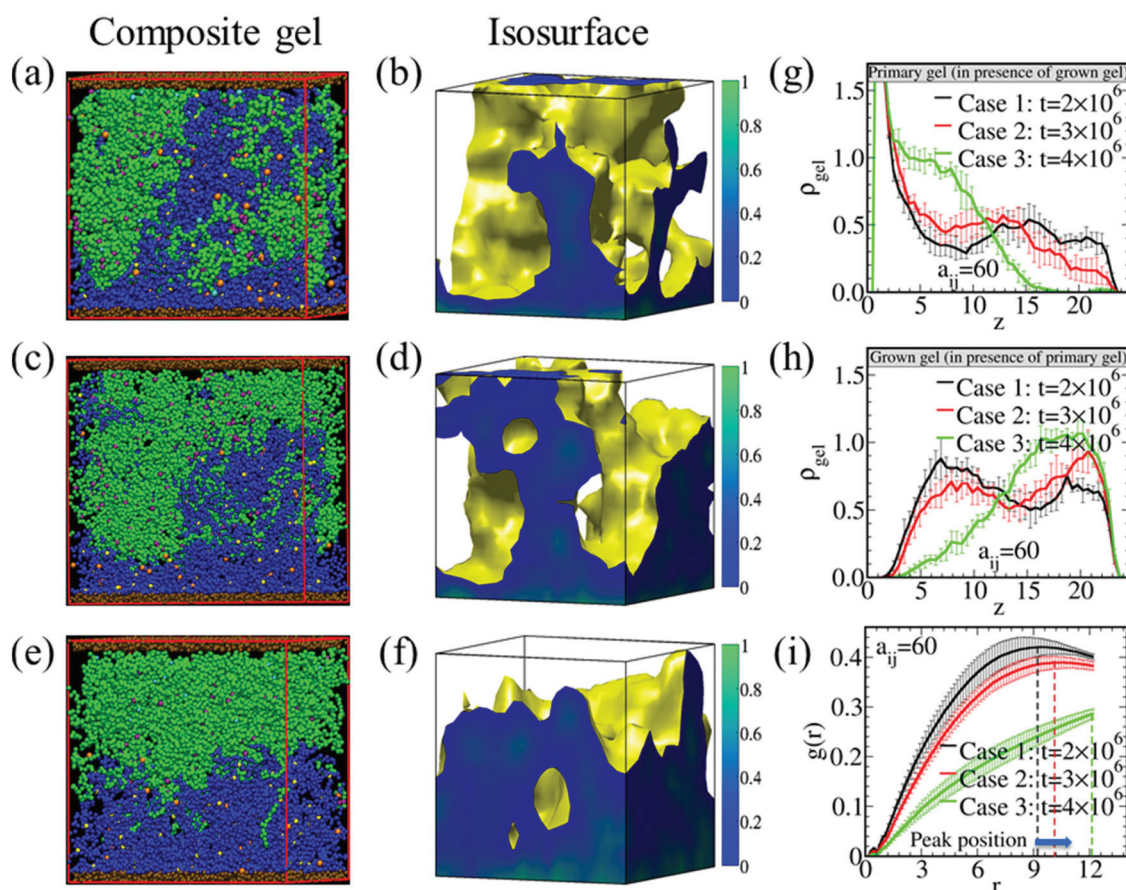 Composite gel
Isosurface
(a)
(b)
1
0.8
0.6
0.4
0.2
0
(c)
(d)
1
0.8
0.6
0.4
0.2
0
(e)
(f)
1
0.8
0.6
0.4
0.2
0
(g)
Primary gel (in presence of grown gel)
1.5
Case 1: t=2×10⁶
Case 2: t=3×10⁶
Case 3: t=4×10⁶
1.0
ρgel
0.5
aij=60
0.0
0 5 10 15 20
z
(h)
Grown gel (in presence of primary gel)
1.5
Case 1: t=2×10⁶
Case 2: t=3×10⁶
Case 3: t=4×10⁶
1.0
ρgel
0.5
aij=60
0.0
0 5 10 15 20
z
(i)
aij=60
0.4
0.3
g(r)
0.2
Case 1: t=2×10⁶
Case 2: t=3×10⁶
Case 3: t=4×10⁶
0.1
Peak position
0
0 3 6 9 12
r